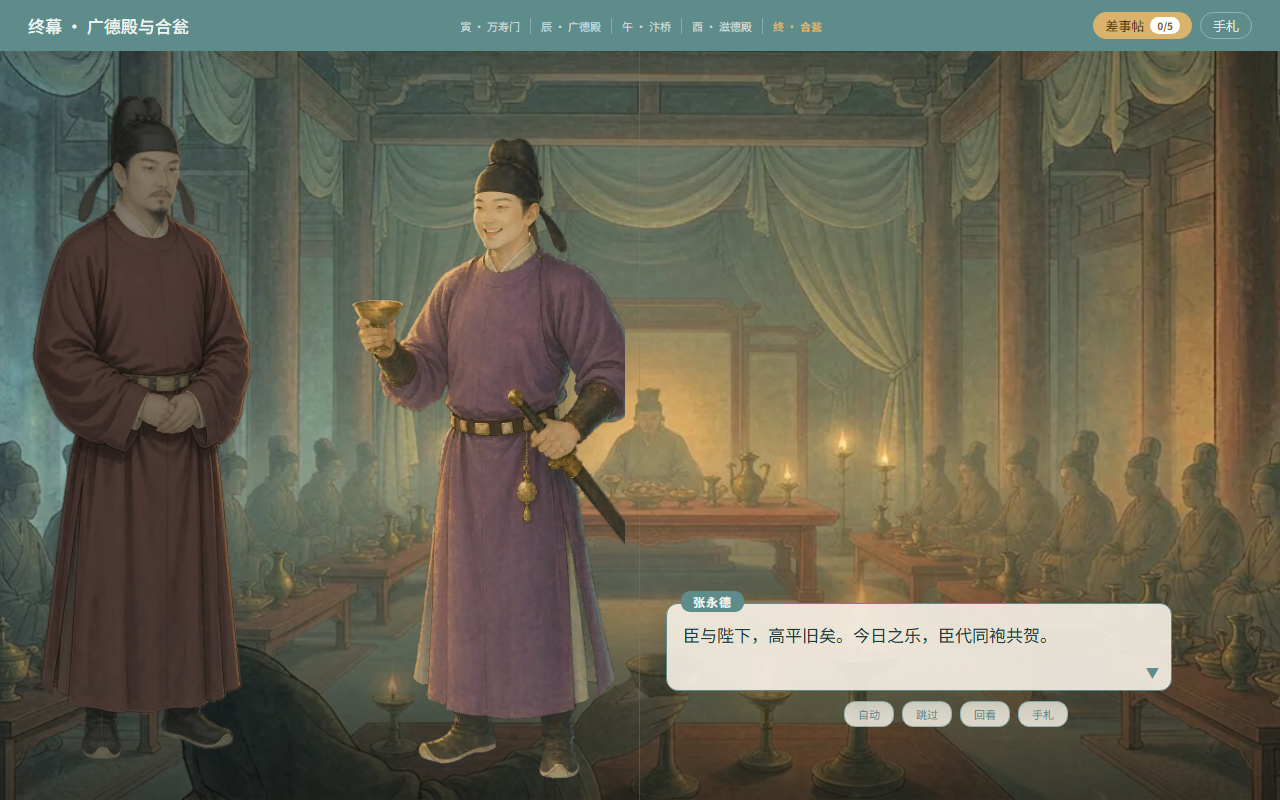 终幕 • 广德殿与合瓮
寅 • 万寿门
辰 • 广德殿
午 • 汴桥
酉 • 滋德殿
终 • 合瓮
差事帖 0/5
手札
张永德
臣与陛下，高平旧矣。今日之乐，臣代同袍共贺。
自动
跳过
回看
手札